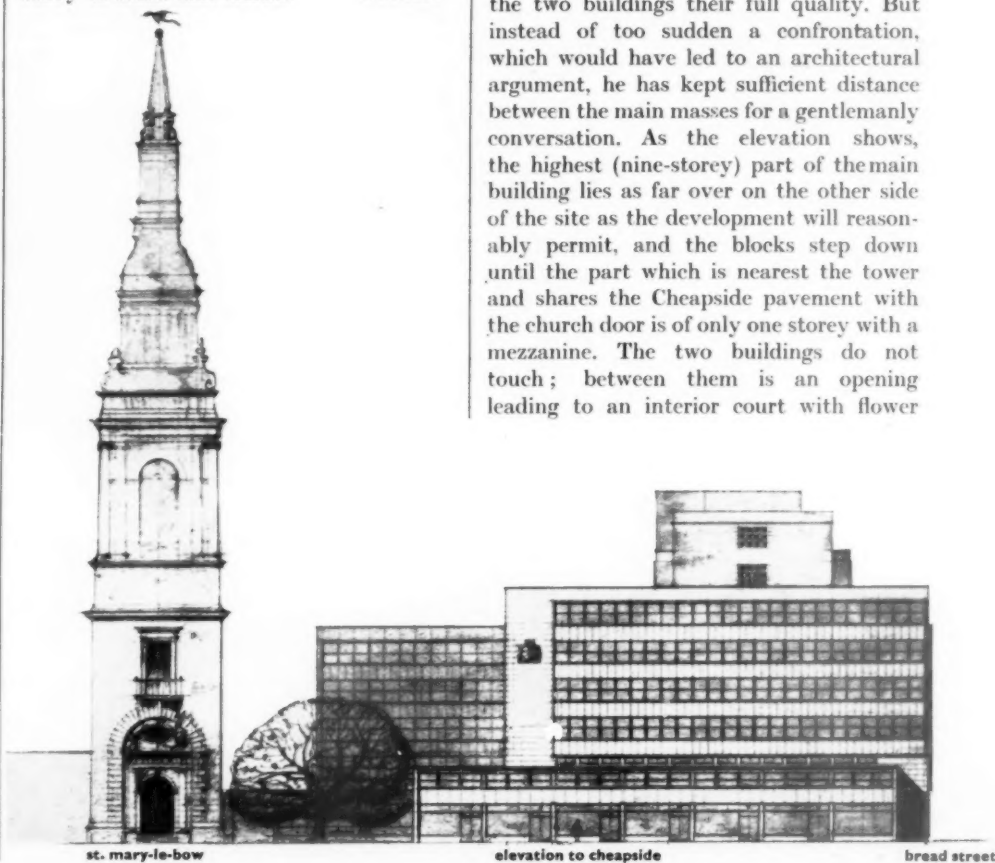 the two buildings their full quality. But
instead of too sudden a confrontation,
which would have led to an architectural
argument, he has kept sufficient distance
between the main masses for a gentlemanly
conversation. As the elevation shows,
the highest (nine-storey) part of themain
building lies as far over on the other side
of the site as the development will reason-
ably permit, and the blocks step down
until the part which is nearest the tower
and shares the Cheapside pavement with
the church door is of only one storey with a
mezzanine. The two buildings do not
touch ; between them is an opening
leading to an interior court with flower
st. mary-le-bow
elevation to cheapside
bread street